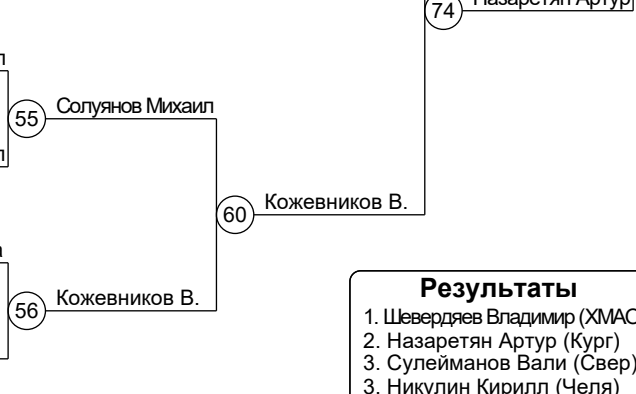 74 Назаретян Артур
л
55 Солуянов Михаил
л
60 Кожевников В.
а
56 Кожевников В.
Результаты
1. Шевердяев Владимир (ХМАО
2. Назаретян Артур (Кург)
3. Сулейманов Вали (Свер)
3. Никулин Кирилл (Челя)